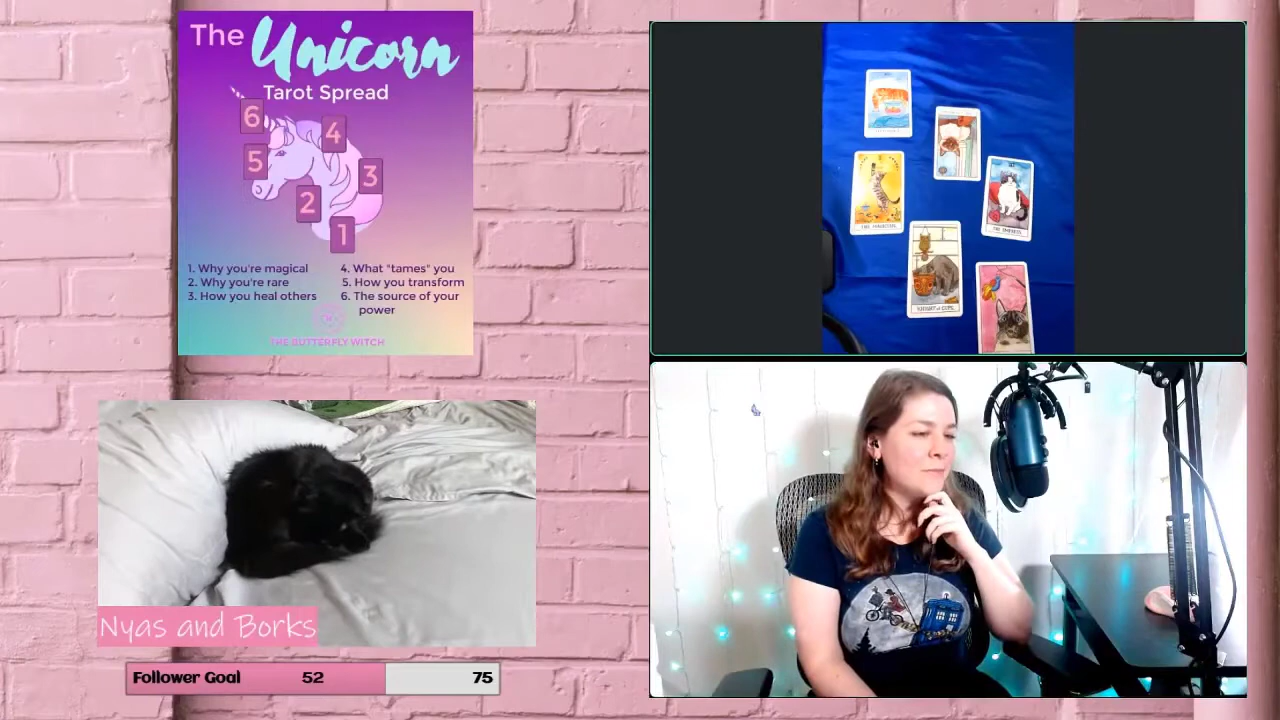 The Unicorn
Tarot Spread
6
4
5
3
2
1
1. Why you're magical
2. Why you're rare
3. How you heal others
4. What "tames" you
5. How you transform
6. The source of your
power
THE BUTTERFLY WITCH
THE EMPRESS
KNIGHT of CUPS
Nyas and Borks
Follower Goal 52 75